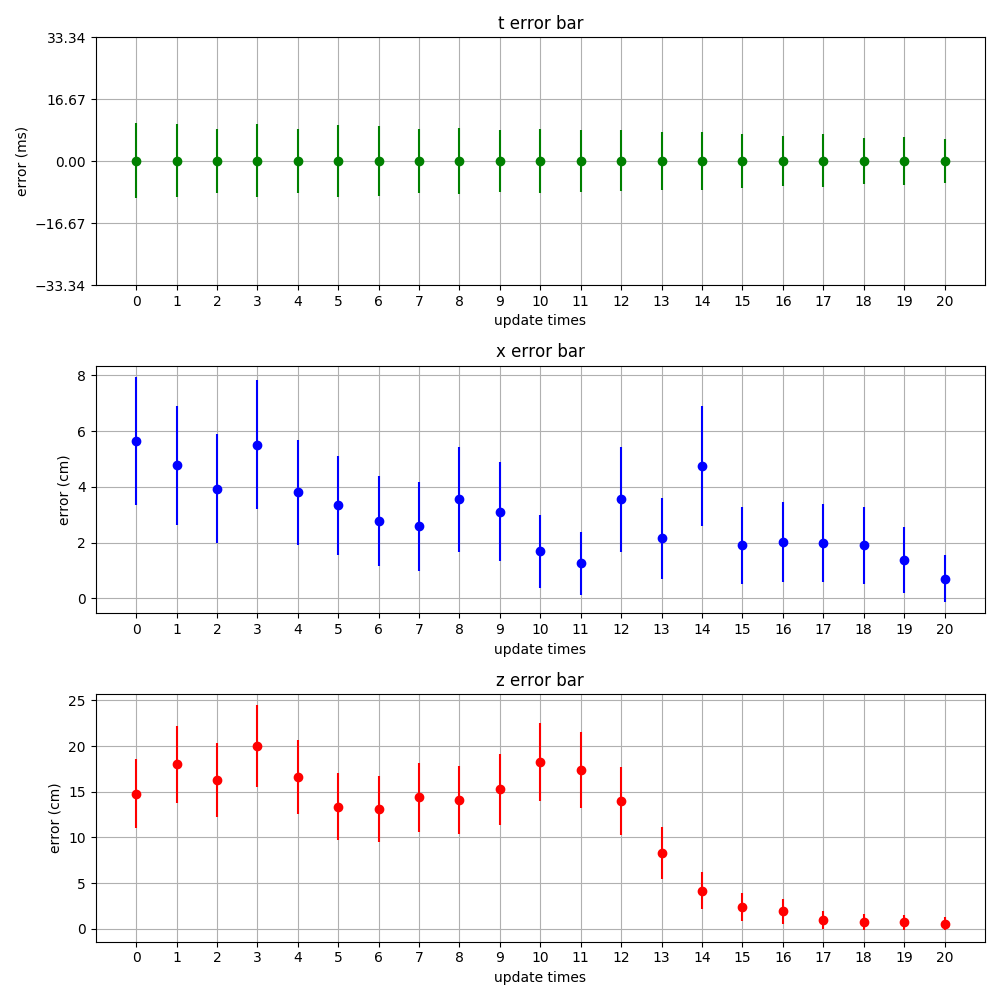 t error bar
33.34
16.67
0.00
−16.67
−33.34
error (ms)
0 1 2 3 4 5 6 7 8 9 10 11 12 13 14 15 16 17 18 19 20
update times
x error bar
8
6
4
2
0
error (cm)
0 1 2 3 4 5 6 7 8 9 10 11 12 13 14 15 16 17 18 19 20
update times
z error bar
25
20
15
10
5
0
error (cm)
0 1 2 3 4 5 6 7 8 9 10 11 12 13 14 15 16 17 18 19 20
update times